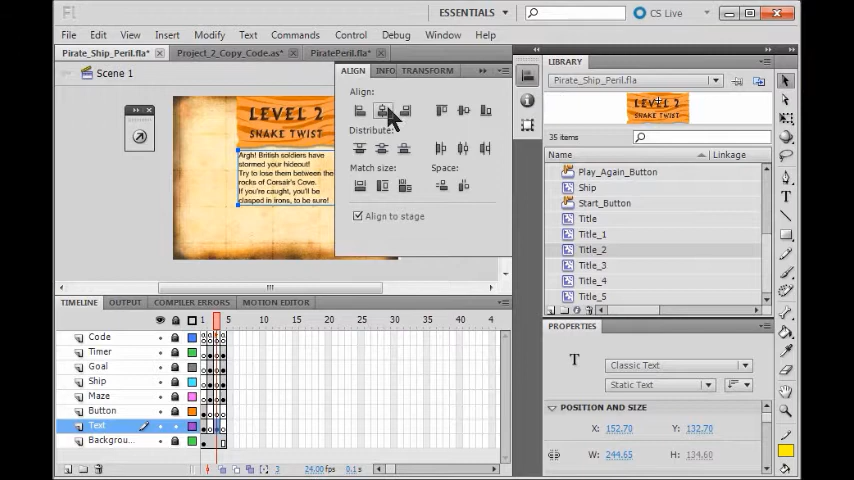 Fl
ESSENTIALS
CS Live
File Edit View Insert Modify Text Commands Control Debug Window Help
Pirate_Ship_Peril.fla* Project_2_Copy_Code.as* PiratePeril.fla*
Scene 1
LEVEL 2
SNAKE TWIST
Argh! British soldiers have
stormed your hideout!
Try to lose them between the
rocks of Corsair's Cove.
If you're caught, you'll be
clasped in irons, to be sure!
ALIGN INFO TRANSFORM
Align:
Distribute:
Match size: Space:
Align to stage
LIBRARY
Pirate_Ship_Peril.fla
LEVEL 2
SNAKE TWIST
35 items
Name Linkage
Play_Again_Button
Ship
Start_Button
Title
Title_1
Title_2
Title_3
Title_4
Title_5
PROPERTIES
T
Classic Text
Static Text
POSITION AND SIZE
X: 152.70 Y: 132.70
W: 244.65 H: 134.60
TIMELINE OUTPUT COMPILER ERRORS MOTION EDITOR
1 5 10 15 20 25 30 35 40 4
Code
Timer
Goal
Ship
Maze
Button
Text
Backgrou...
3 24.00 fps 0.1 s